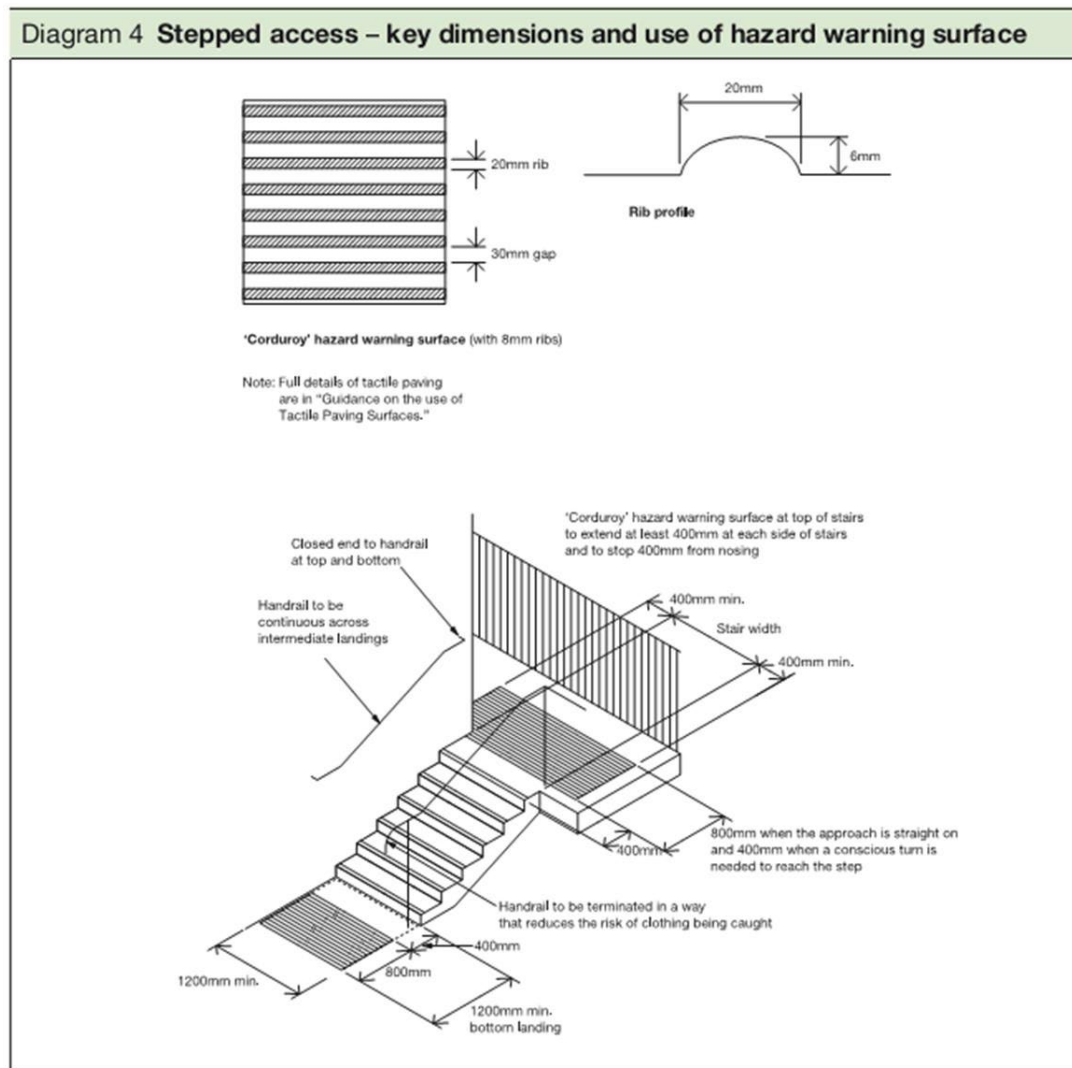 Diagram 4 Stepped access – key dimensions and use of hazard warning surface
20mm
6mm
Rib profile
20mm rib
30mm gap
'Corduroy' hazard warning surface (with 8mm ribs)
Note: Full details of tactile paving
are in "Guidance on the use of
Tactile Paving Surfaces."
'Corduroy' hazard warning surface at top of stairs
to extend at least 400mm at each side of stairs
and to stop 400mm from nosing
Closed end to handrail
at top and bottom
Handrail to be
continuous across
intermediate landings
400mm min.
Stair width
400mm min.
800mm when the approach is straight on
and 400mm when a conscious turn is
needed to reach the step
400mm
Handrail to be terminated in a way
that reduces the risk of clothing being caught
400mm
800mm
1200mm min.
1200mm min.
bottom landing